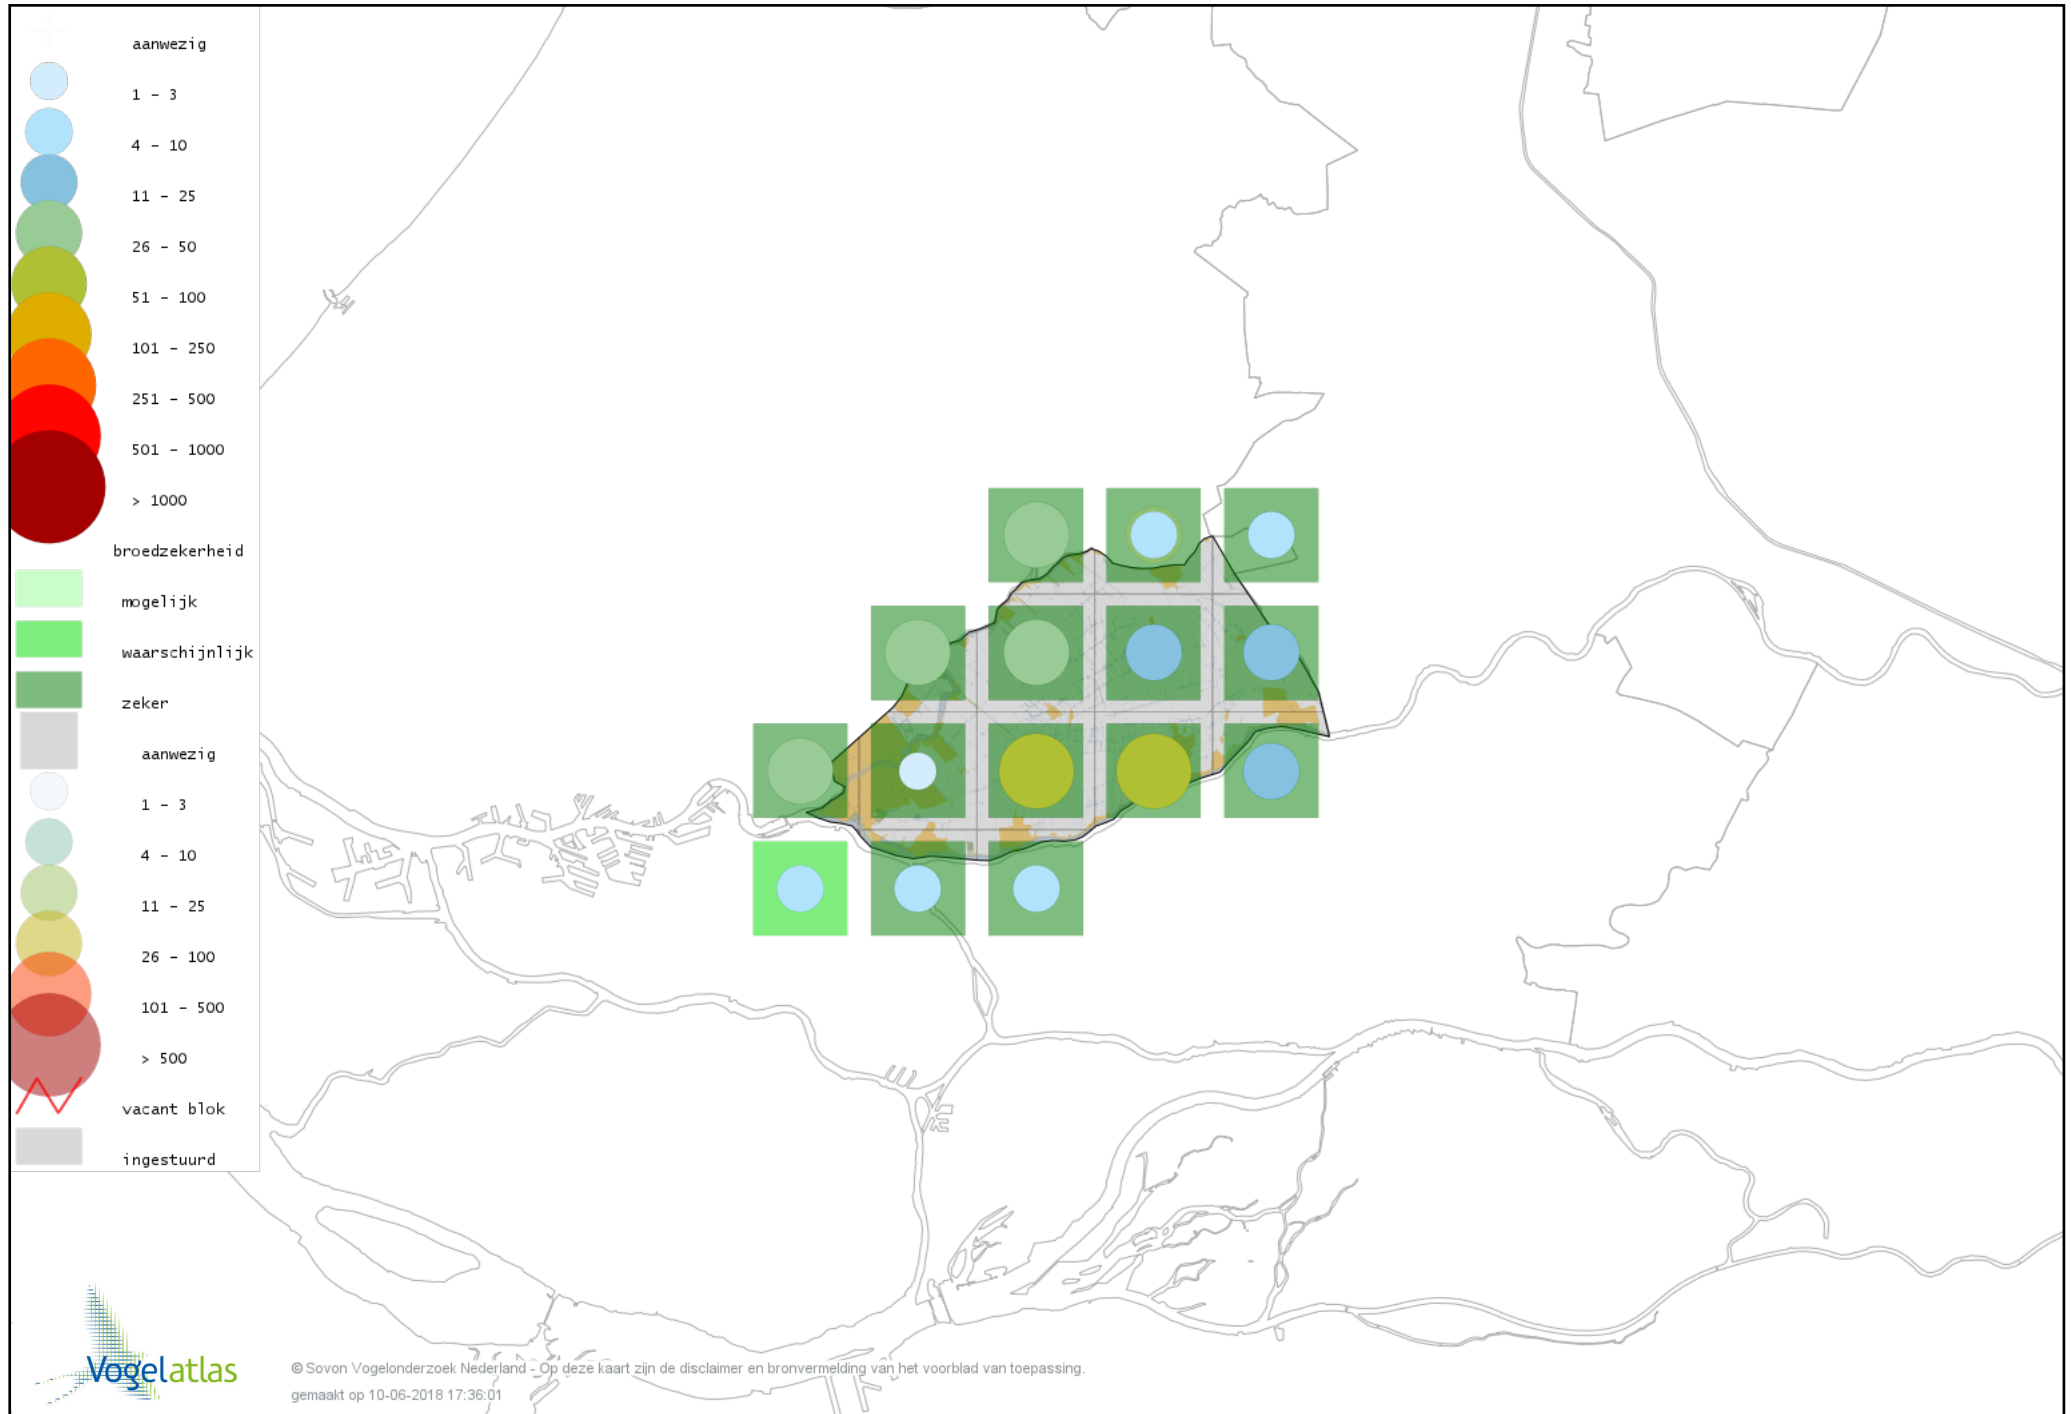 aanwezig
1 - 3
4 - 10
11 - 25
26 - 50
51 - 100
101 - 250
251 - 500
501 - 1000
> 1000
broedzekerheid
mogelijk
waarschijnlijk
zeker
aanwezig
1 - 3
4 - 10
11 - 25
26 - 100
101 - 500
> 500
vacant blok
ingestuurd
Vogelatlas
© Sovon Vogelonderzoek Nederland - Op deze kaart zijn de disclaimer en bronvermelding van het voorblad van toepassing.
gemaakt op 10-06-2018 17:36:01